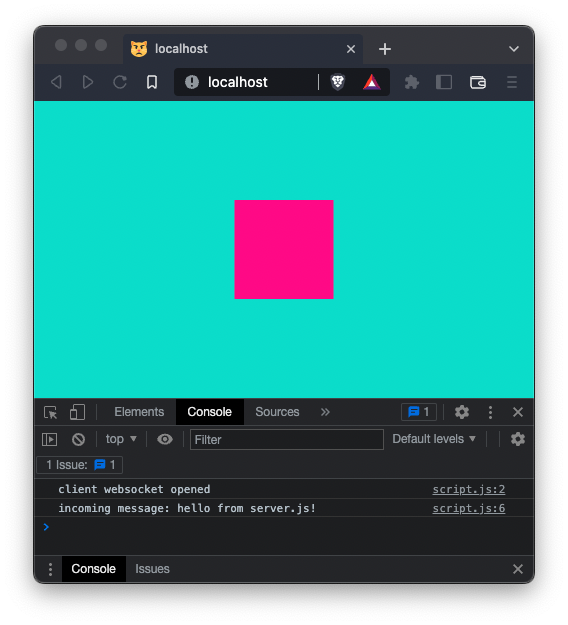 localhost
localhost
Elements Console Sources » 1
top ▼ Filter Default levels ▼
1 Issue: 1
client websocket opened script.js:2
incoming message: hello from server.js! script.js:6
>
Console Issues